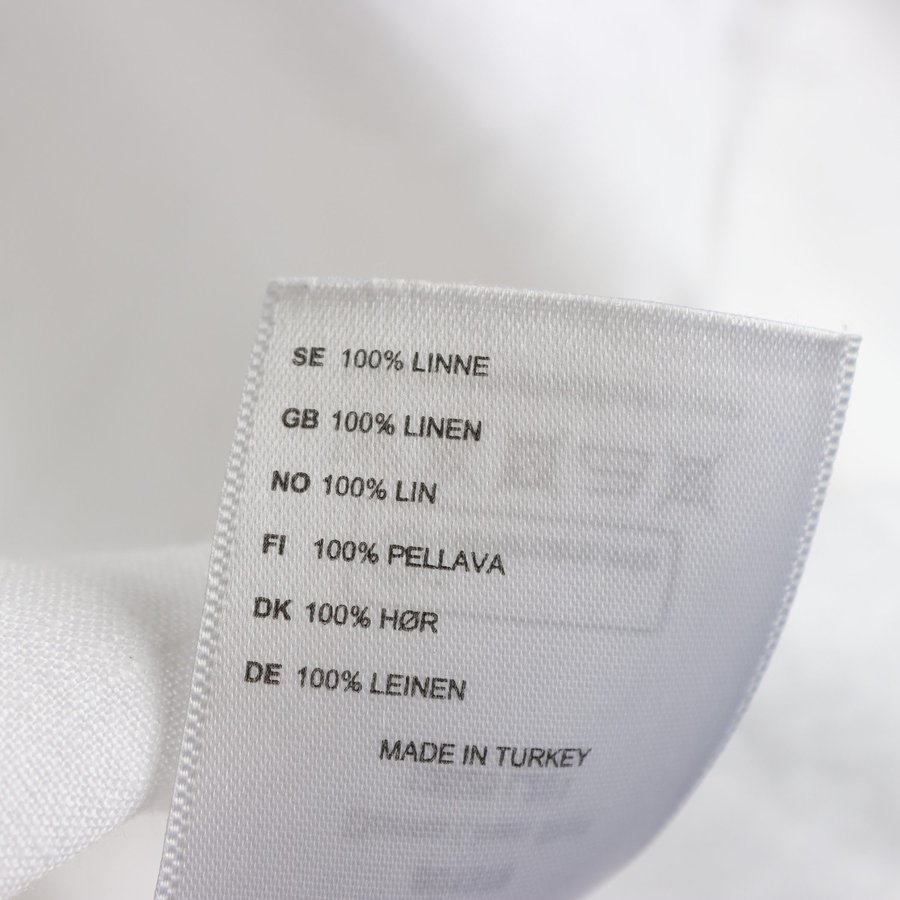 SE 100% LINNE
GB 100% LINEN
NO 100% LIN
FI 100% PELLAVA
DK 100% HØR
DE 100% LEINEN
MADE IN TURKEY